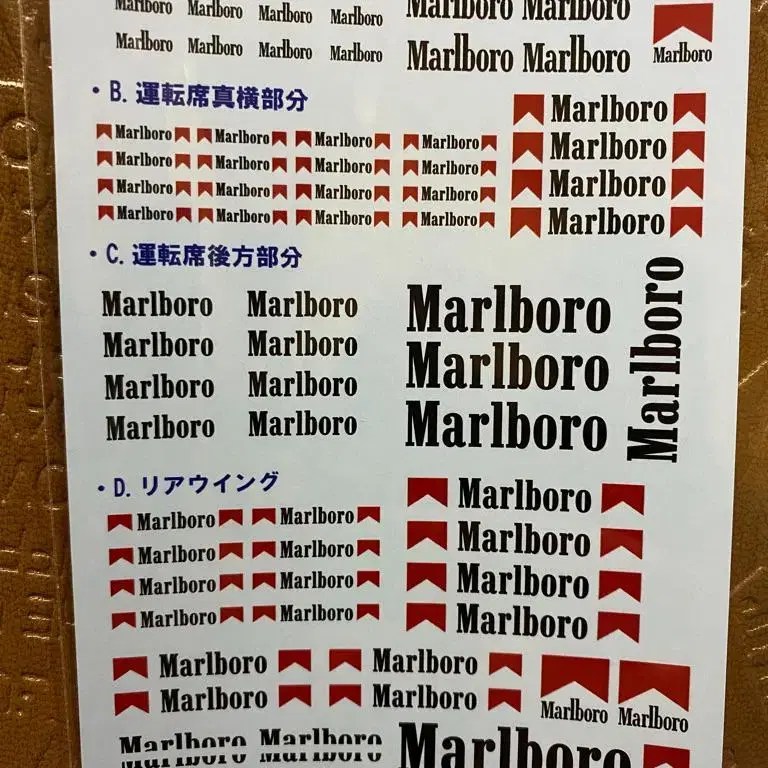 Marlboro Marlboro Marlboro Marlboro Marlboro Marlboro
Marlboro Marlboro Marlboro Marlboro Marlboro Marlboro Marlboro
・B. 運転席真横部分
Marlboro Marlboro Marlboro Marlboro
Marlboro Marlboro Marlboro Marlboro
Marlboro Marlboro Marlboro Marlboro
Marlboro Marlboro Marlboro Marlboro
Marlboro
Marlboro
Marlboro
Marlboro
・C. 運転席後方部分
Marlboro Marlboro
Marlboro Marlboro
Marlboro Marlboro
Marlboro Marlboro
Marlboro
Marlboro
Marlboro
Marlboro
・D. リアウイング
Marlboro Marlboro
Marlboro Marlboro
Marlboro Marlboro
Marlboro Marlboro
Marlboro
Marlboro
Marlboro
Marlboro
Marlboro Marlboro
Marlboro Marlboro Marlboro Marlboro
Marlboro Marlboro Marlboro